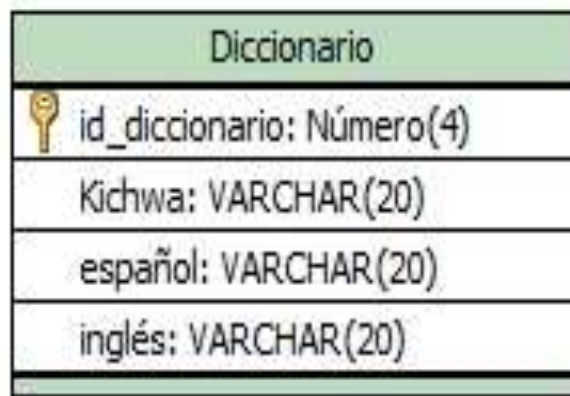 Diccionario
id_diccionario: Número(4)
Kichwa: VARCHAR(20)
español: VARCHAR(20)
inglés: VARCHAR(20)